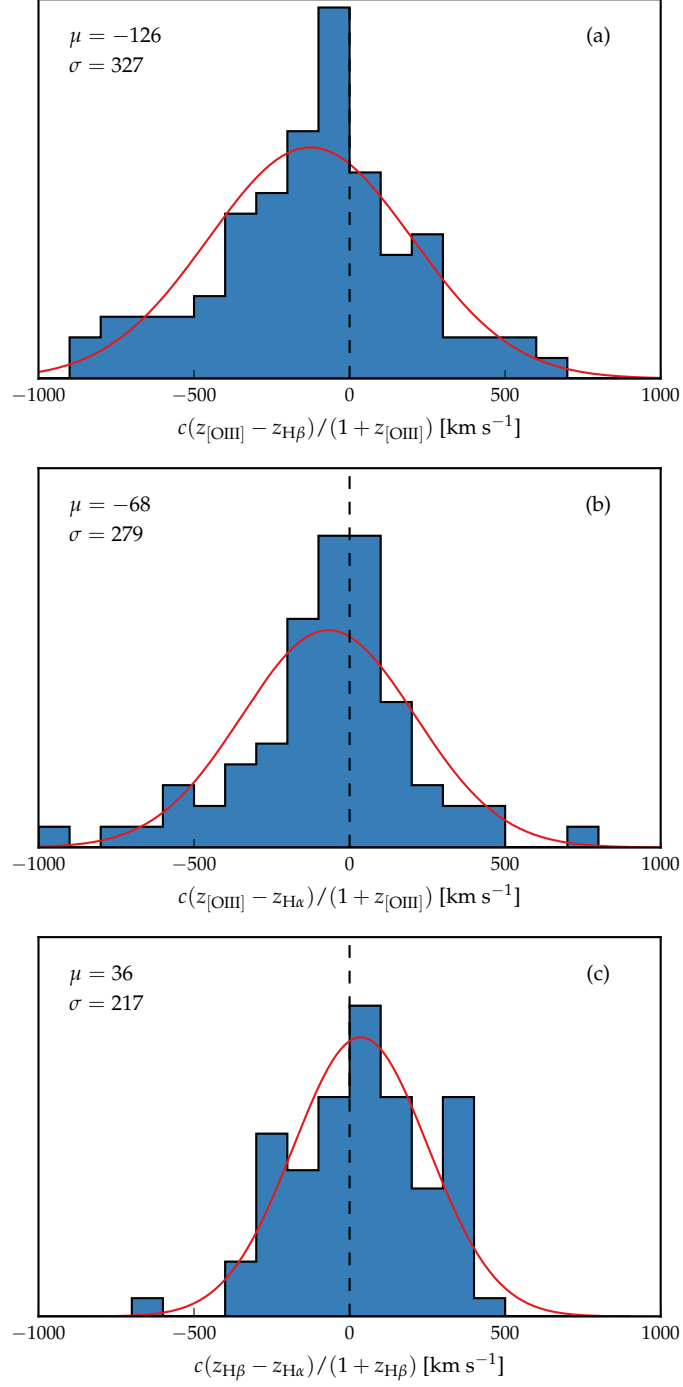 μ = −126
(a)
σ = 327
−1000 −500 0 500 1000
c(z[OIII] − zHβ)/(1 + z[OIII]) [km s−1]
μ = −68
(b)
σ = 279
−1000 −500 0 500 1000
c(z[OIII] − zHα)/(1 + z[OIII]) [km s−1]
μ = 36
(c)
σ = 217
−1000 −500 0 500 1000
c(zHβ − zHα)/(1 + zHβ) [km s−1]